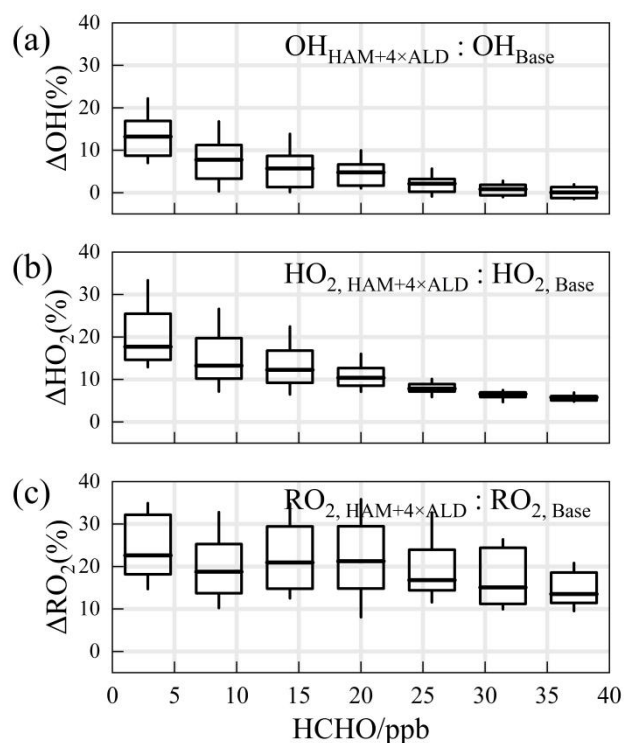 (a)
OH_HAM+4×ALD : OH_Base
ΔOH(%)
40
30
20
10
0
(b)
HO_2, HAM+4×ALD : HO_2, Base
ΔHO_2(%)
40
30
20
10
0
(c)
RO_2, HAM+4×ALD : RO_2, Base
ΔRO_2(%)
40
30
20
10
0
0 5 10 15 20 25 30 35 40
HCHO/ppb